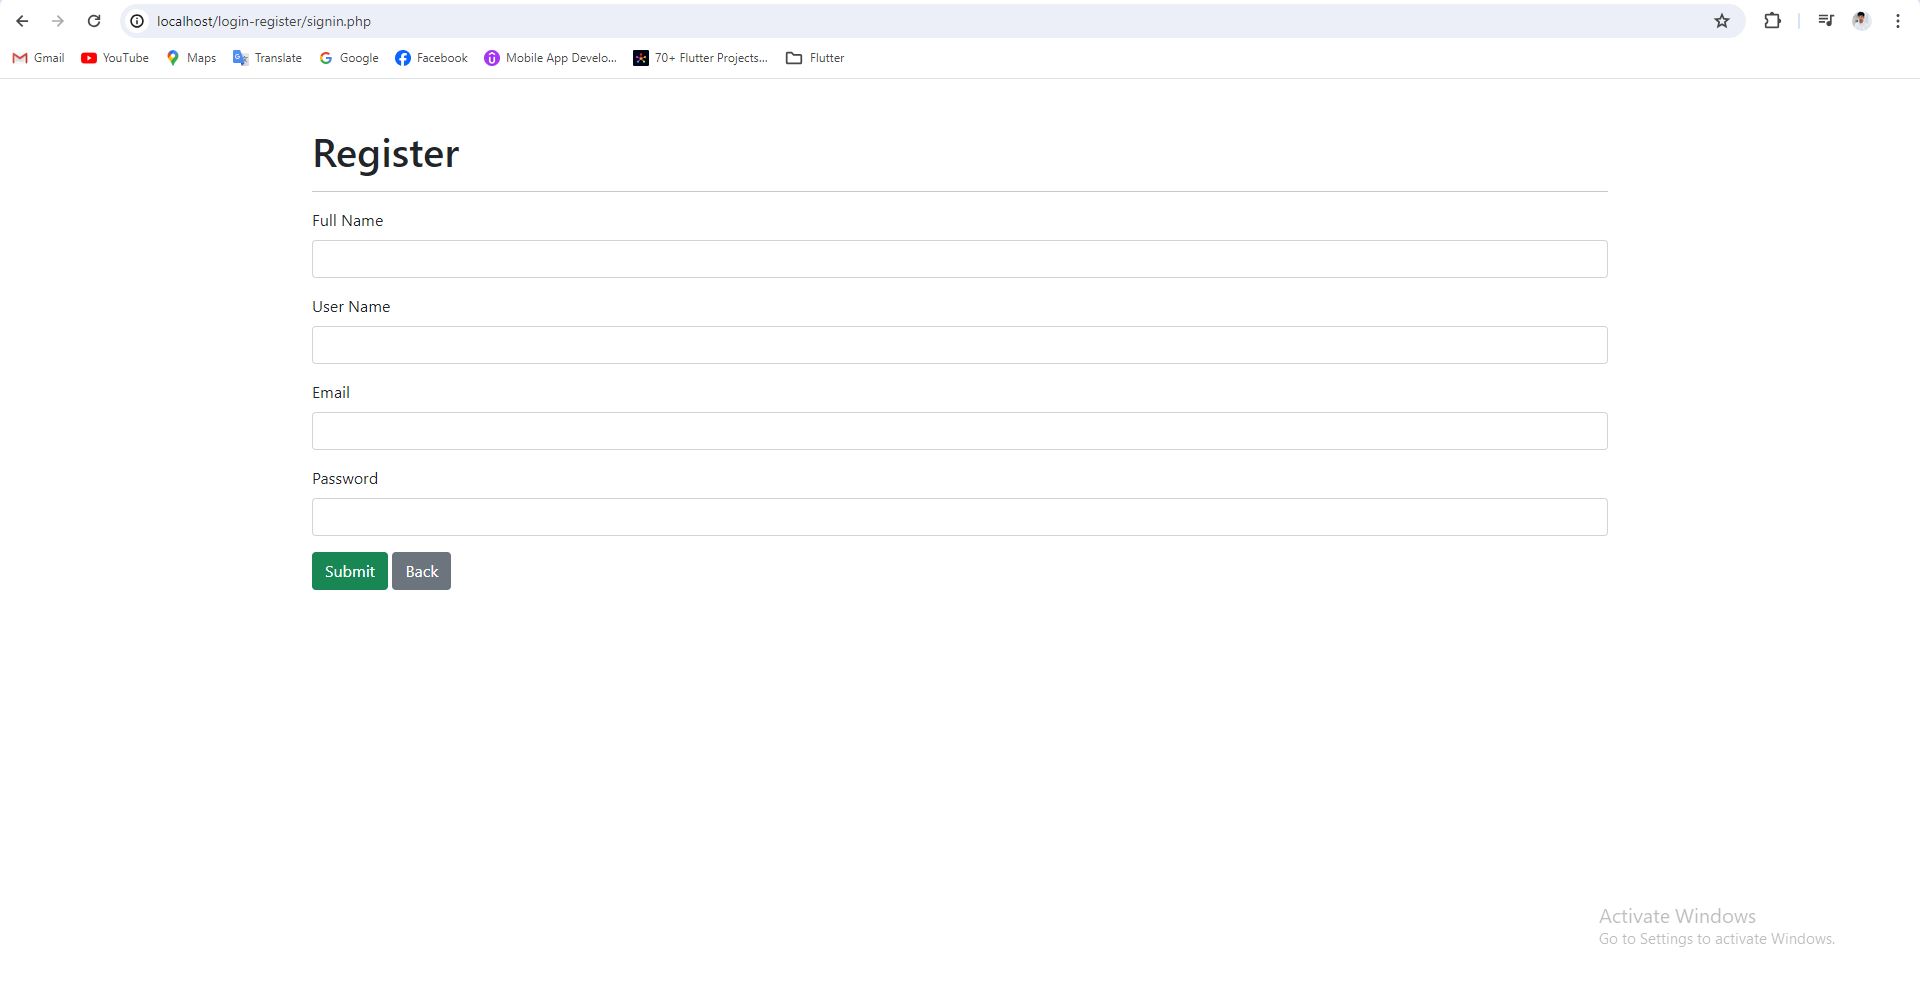 localhost/login-register/signin.php
Gmail YouTube Maps Translate Google Facebook Mobile App Develo... 70+ Flutter Projects... Flutter
Register
Full Name
User Name
Email
Password
Submit Back
Activate Windows
Go to Settings to activate Windows.